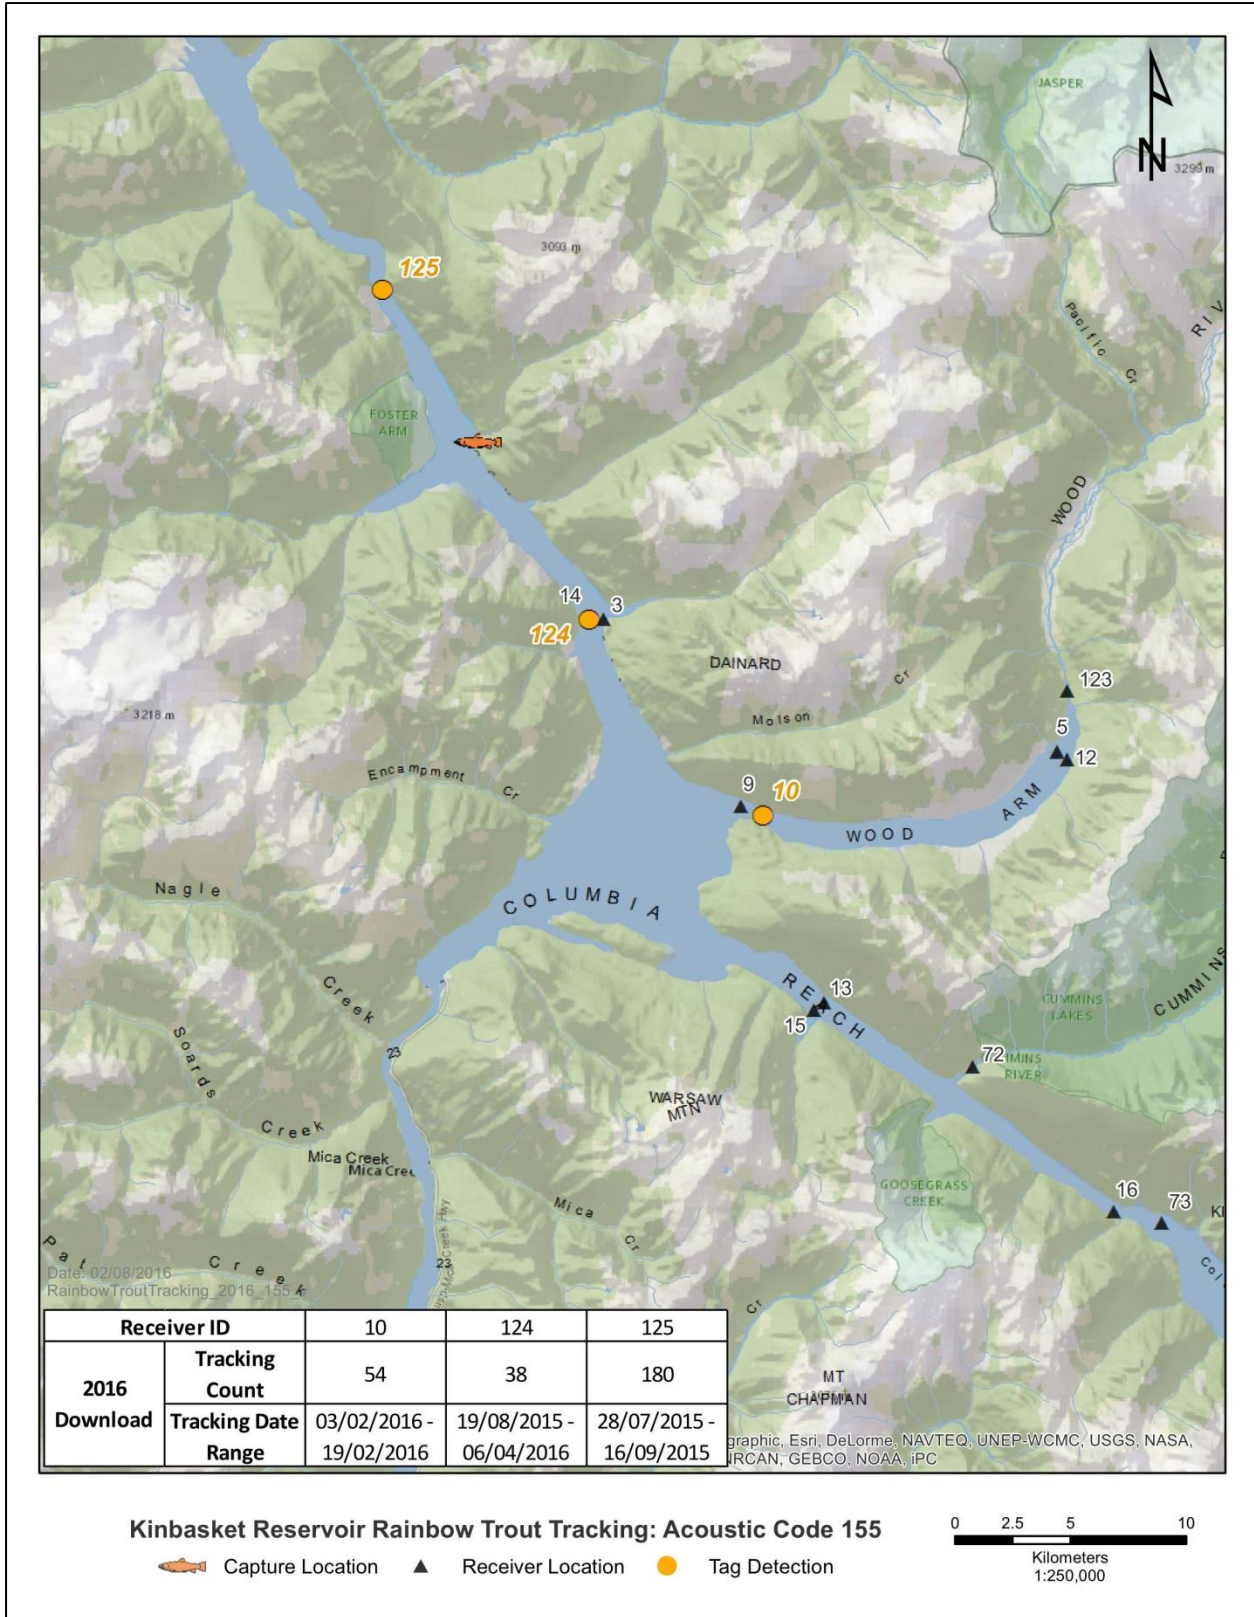 JASPER
N
3299 m
3093 m
125
Pacific
Cr
RIV
FOSTER
ARM
WOOD
14
3
124
DAINARD
Cr
Molson
123
3218 m
5
12
Encampment
Cr
9
10
ARM
WOOD
Nagle
COLUMBIA
Creek
REACH
13
15
CUMMINS
CUMMINS
LAKES
23
Soards
72
MINS
RIVER
WARSAW
MTN
Creek
Mica Creek
Mica Cree
GOOSEGRASS
CREEK
Mica
Cr
16
73
KI
Pat
Creek
23
Col
Date: 02/08/2016
RainbowTroutTracking_2016_155
Cr
Receiver ID 10 124 125
2016 Download Tracking Count 54 38 180
Tracking Date Range 03/02/2016 - 19/02/2016 19/08/2015 - 06/04/2016 28/07/2015 - 16/09/2015
MT
CHAPMAN
graphic, Esri, DeLorme, NAVTEQ, UNEP-WCMC, USGS, NASA,
NRCAN, GEBCO, NOAA, iPC
Kinbasket Reservoir Rainbow Trout Tracking: Acoustic Code 155
Capture Location Receiver Location Tag Detection
0 2.5 5 10
Kilometers
1:250,000